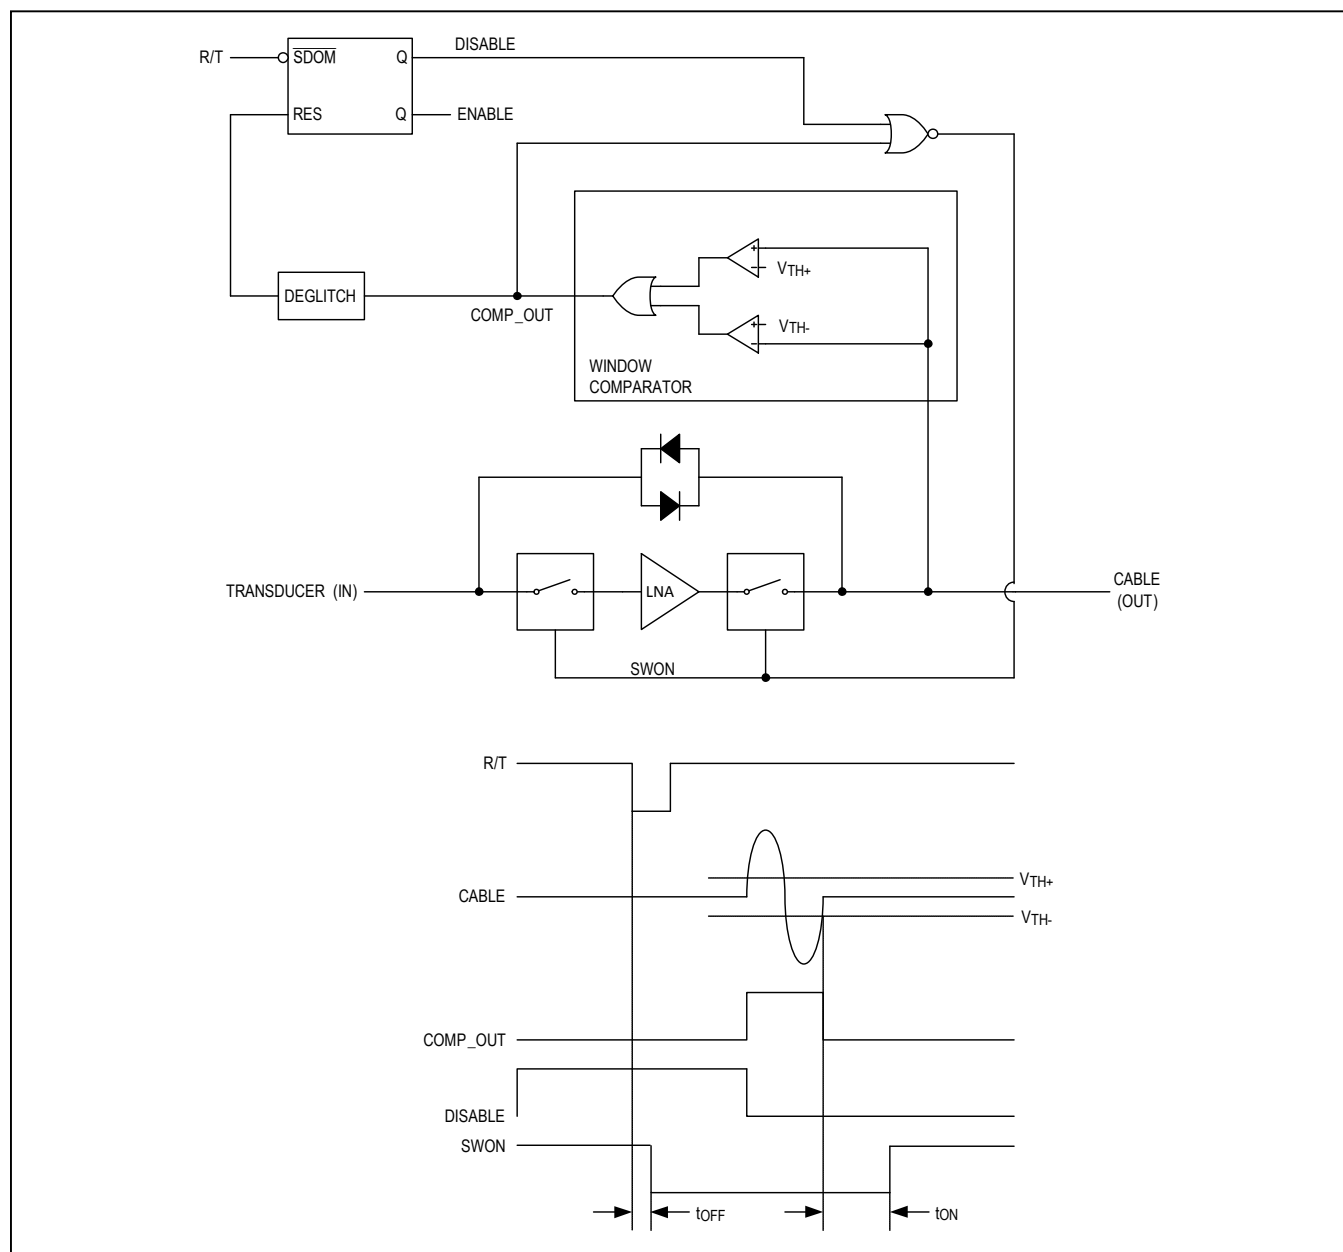 R/T
SDOM
Q
DISABLE
RES
Q
ENABLE
+
-
VTH+
DEGLITCH
COMP_OUT
+
VTH-
-
WINDOW
COMPARATOR
TRANSDUCER (IN)
LNA
CABLE
(OUT)
SWON
R/T
VTH+
CABLE
VTH-
COMP_OUT
DISABLE
SWON
tOFF
tON